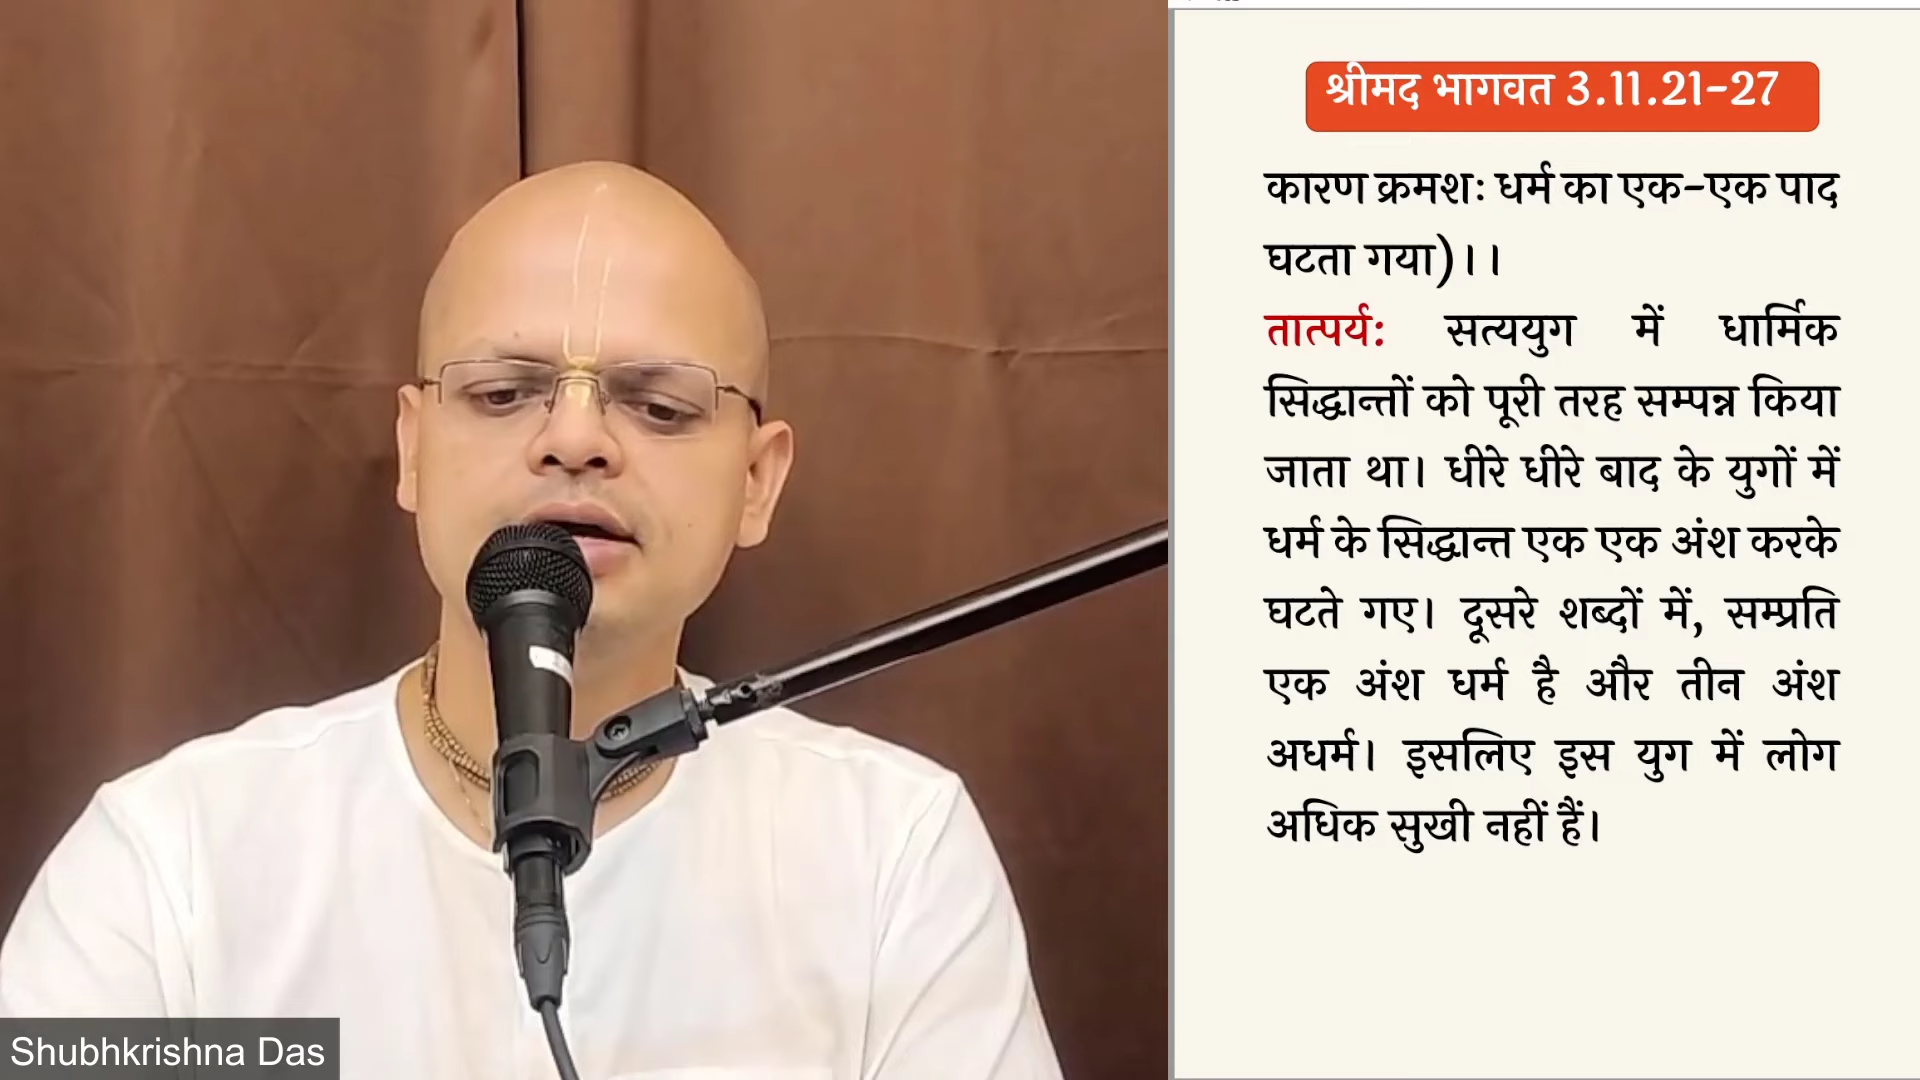 श्रीमद भागवत 3.11.21-27
कारण क्रमशः धर्म का एक-एक पाद
घटता गया)।।
तात्पर्य: सत्ययुग में धार्मिक
सिद्धान्तों को पूरी तरह सम्पन्न किया
जाता था। धीरे धीरे बाद के युगों में
धर्म के सिद्धान्त एक एक अंश करके
घटते गए। दूसरे शब्दों में, सम्प्रति
एक अंश धर्म है और तीन अंश
अधर्म। इसलिए इस युग में लोग
अधिक सुखी नहीं हैं।
Shubhkrishna Das